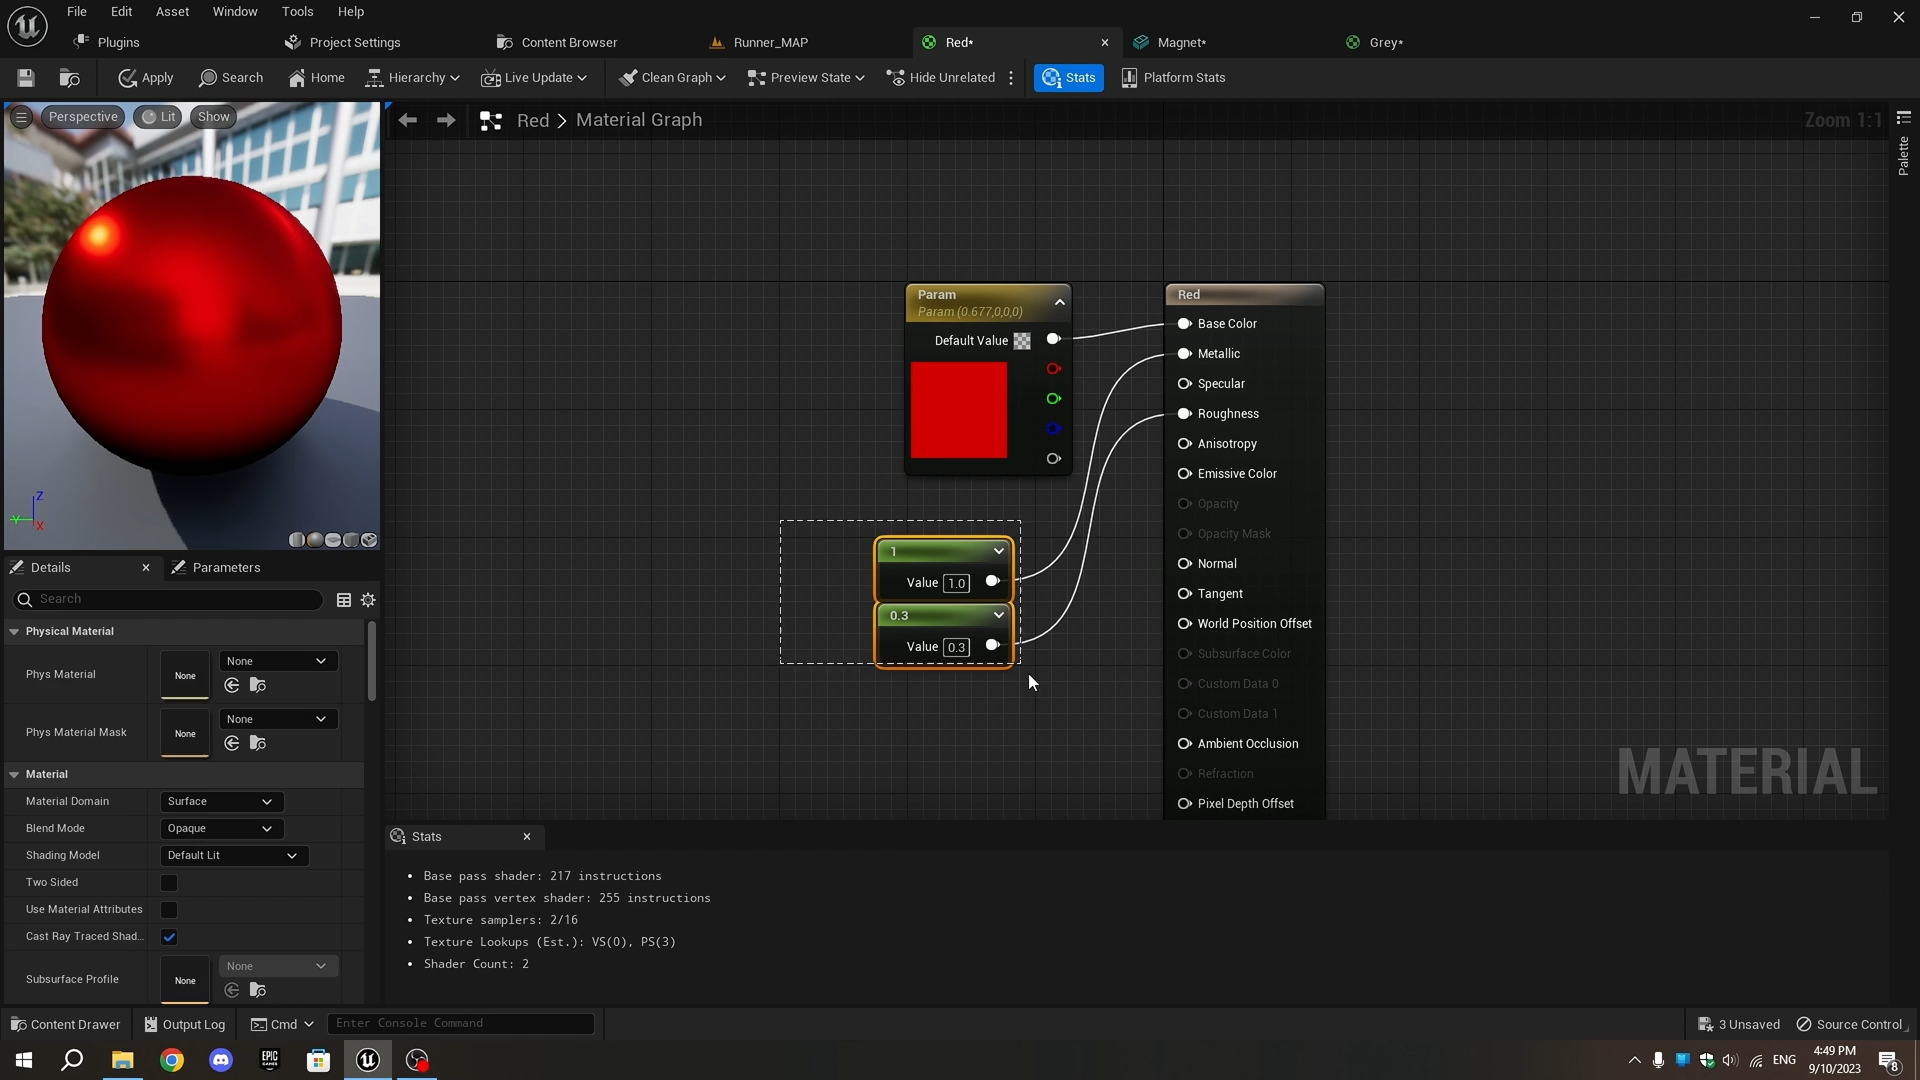 File Edit Asset Window Tools Help
Plugins Project Settings Content Browser Runner_MAP Red* Magnet* Grey*
Apply Search Home Hierarchy Live Update Clean Graph Preview State Hide Unrelated Stats Platform Stats
Perspective Lit Show
Red > Material Graph
Zoom 1:1
Palette
Param
Param (0.677,0,0,0)
Default Value
Red
Base Color
Metallic
Specular
Roughness
Anisotropy
Emissive Color
Opacity
Opacity Mask
Normal
Tangent
World Position Offset
Subsurface Color
Custom Data 0
Custom Data 1
Ambient Occlusion
Refraction
Pixel Depth Offset
1
Value 1.0
0.3
Value 0.3
MATERIAL
Z
Y
X
Details Parameters
Search
Physical Material
Phys Material None None
Phys Material Mask None None
Material
Material Domain Surface
Blend Mode Opaque
Shading Model Default Lit
Two Sided
Use Material Attributes
Cast Ray Traced Shad...
Subsurface Profile None None
Stats
Base pass shader: 217 instructions
Base pass vertex shader: 255 instructions
Texture samplers: 2/16
Texture Lookups (Est.): VS(0), PS(3)
Shader Count: 2
Content Drawer Output Log Cmd Enter Console Command 3 Unsaved Source Control
EPIC GAMES
ENG
4:49 PM
9/10/2023
8